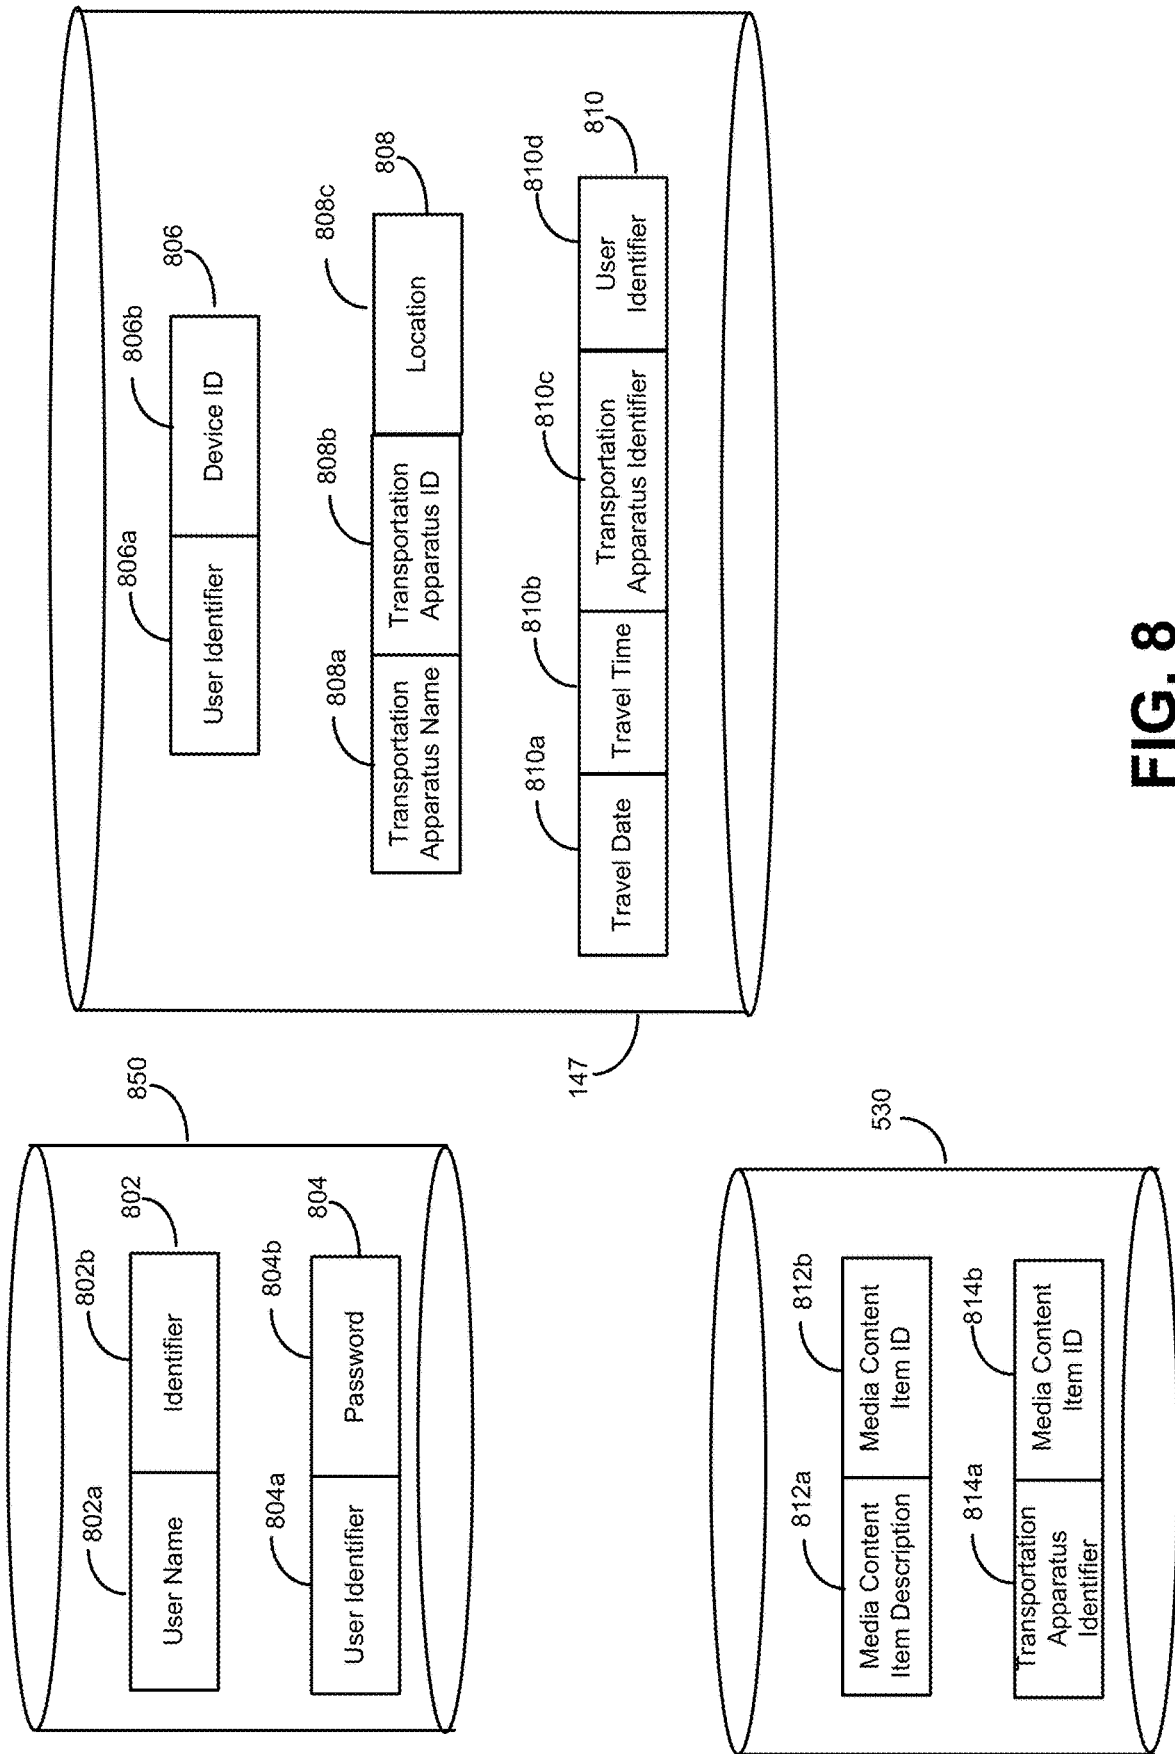 850
802a
802b
802
User Name
Identifier
804a
804b
804
User Identifier
Password
806a
806b
806
User Identifier
Device ID
808a
808b
808c
808
Transportation
Apparatus Name
Transportation
Apparatus ID
Location
810a
810b
810c
810d
810
Travel Date
Travel Time
Transportation
Apparatus Identifier
User
Identifier
147
530
812a
812b
Media Content
Item Description
Media Content
Item ID
814a
814b
Transportation
Apparatus
Identifier
Media Content
Item ID
FIG. 8